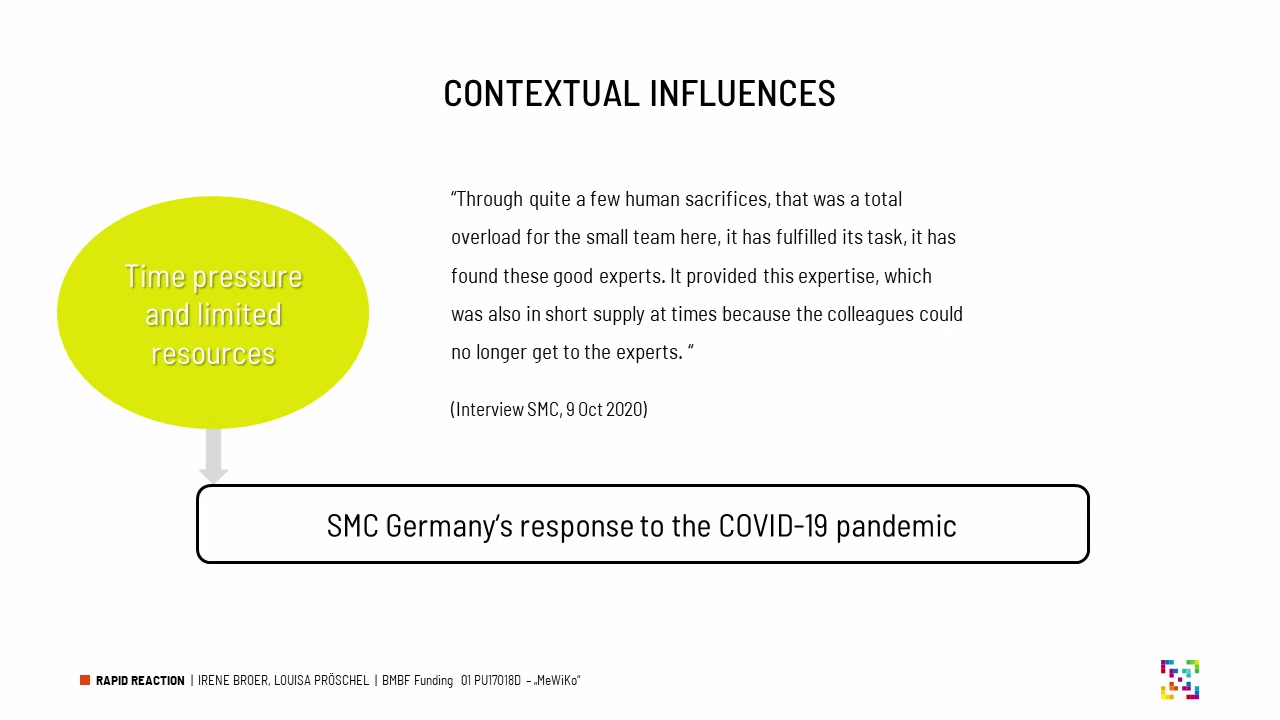 CONTEXTUAL INFLUENCES
Time pressure
and limited
resources
“Through quite a few human sacrifices, that was a total
overload for the small team here, it has fulfilled its task, it has
found these good experts. It provided this expertise, which
was also in short supply at times because the colleagues could
no longer get to the experts. “
(Interview SMC, 9 Oct 2020)
SMC Germany’s response to the COVID-19 pandemic
RAPID REACTION | IRENE BROER, LOUISA PRÖSCHEL | BMBF Funding 01 PU17018D – „MeWiKo“